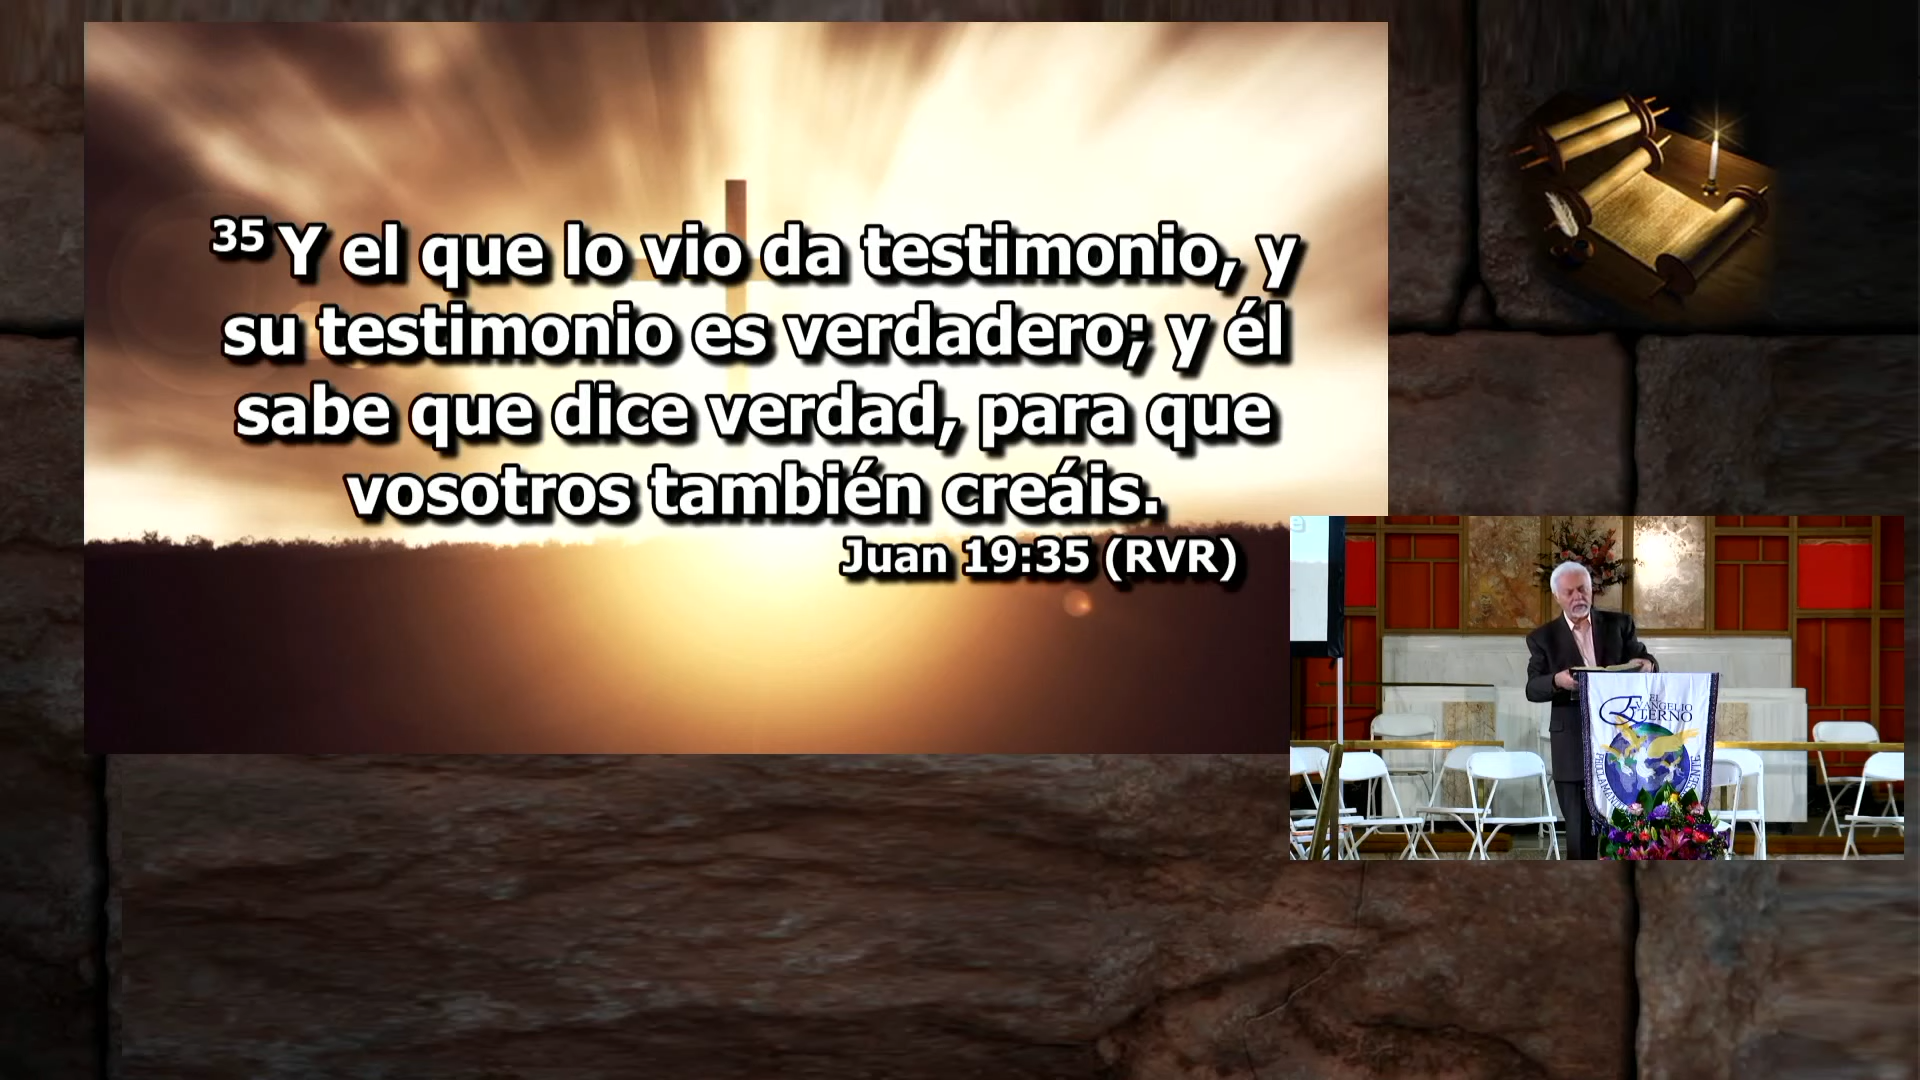 35 Y el que lo vio da testimonio, y
su testimonio es verdadero; y él
sabe que dice verdad, para que
vosotros también creáis.
Juan 19:35 (RVR)
El
Evangelio
Eterno